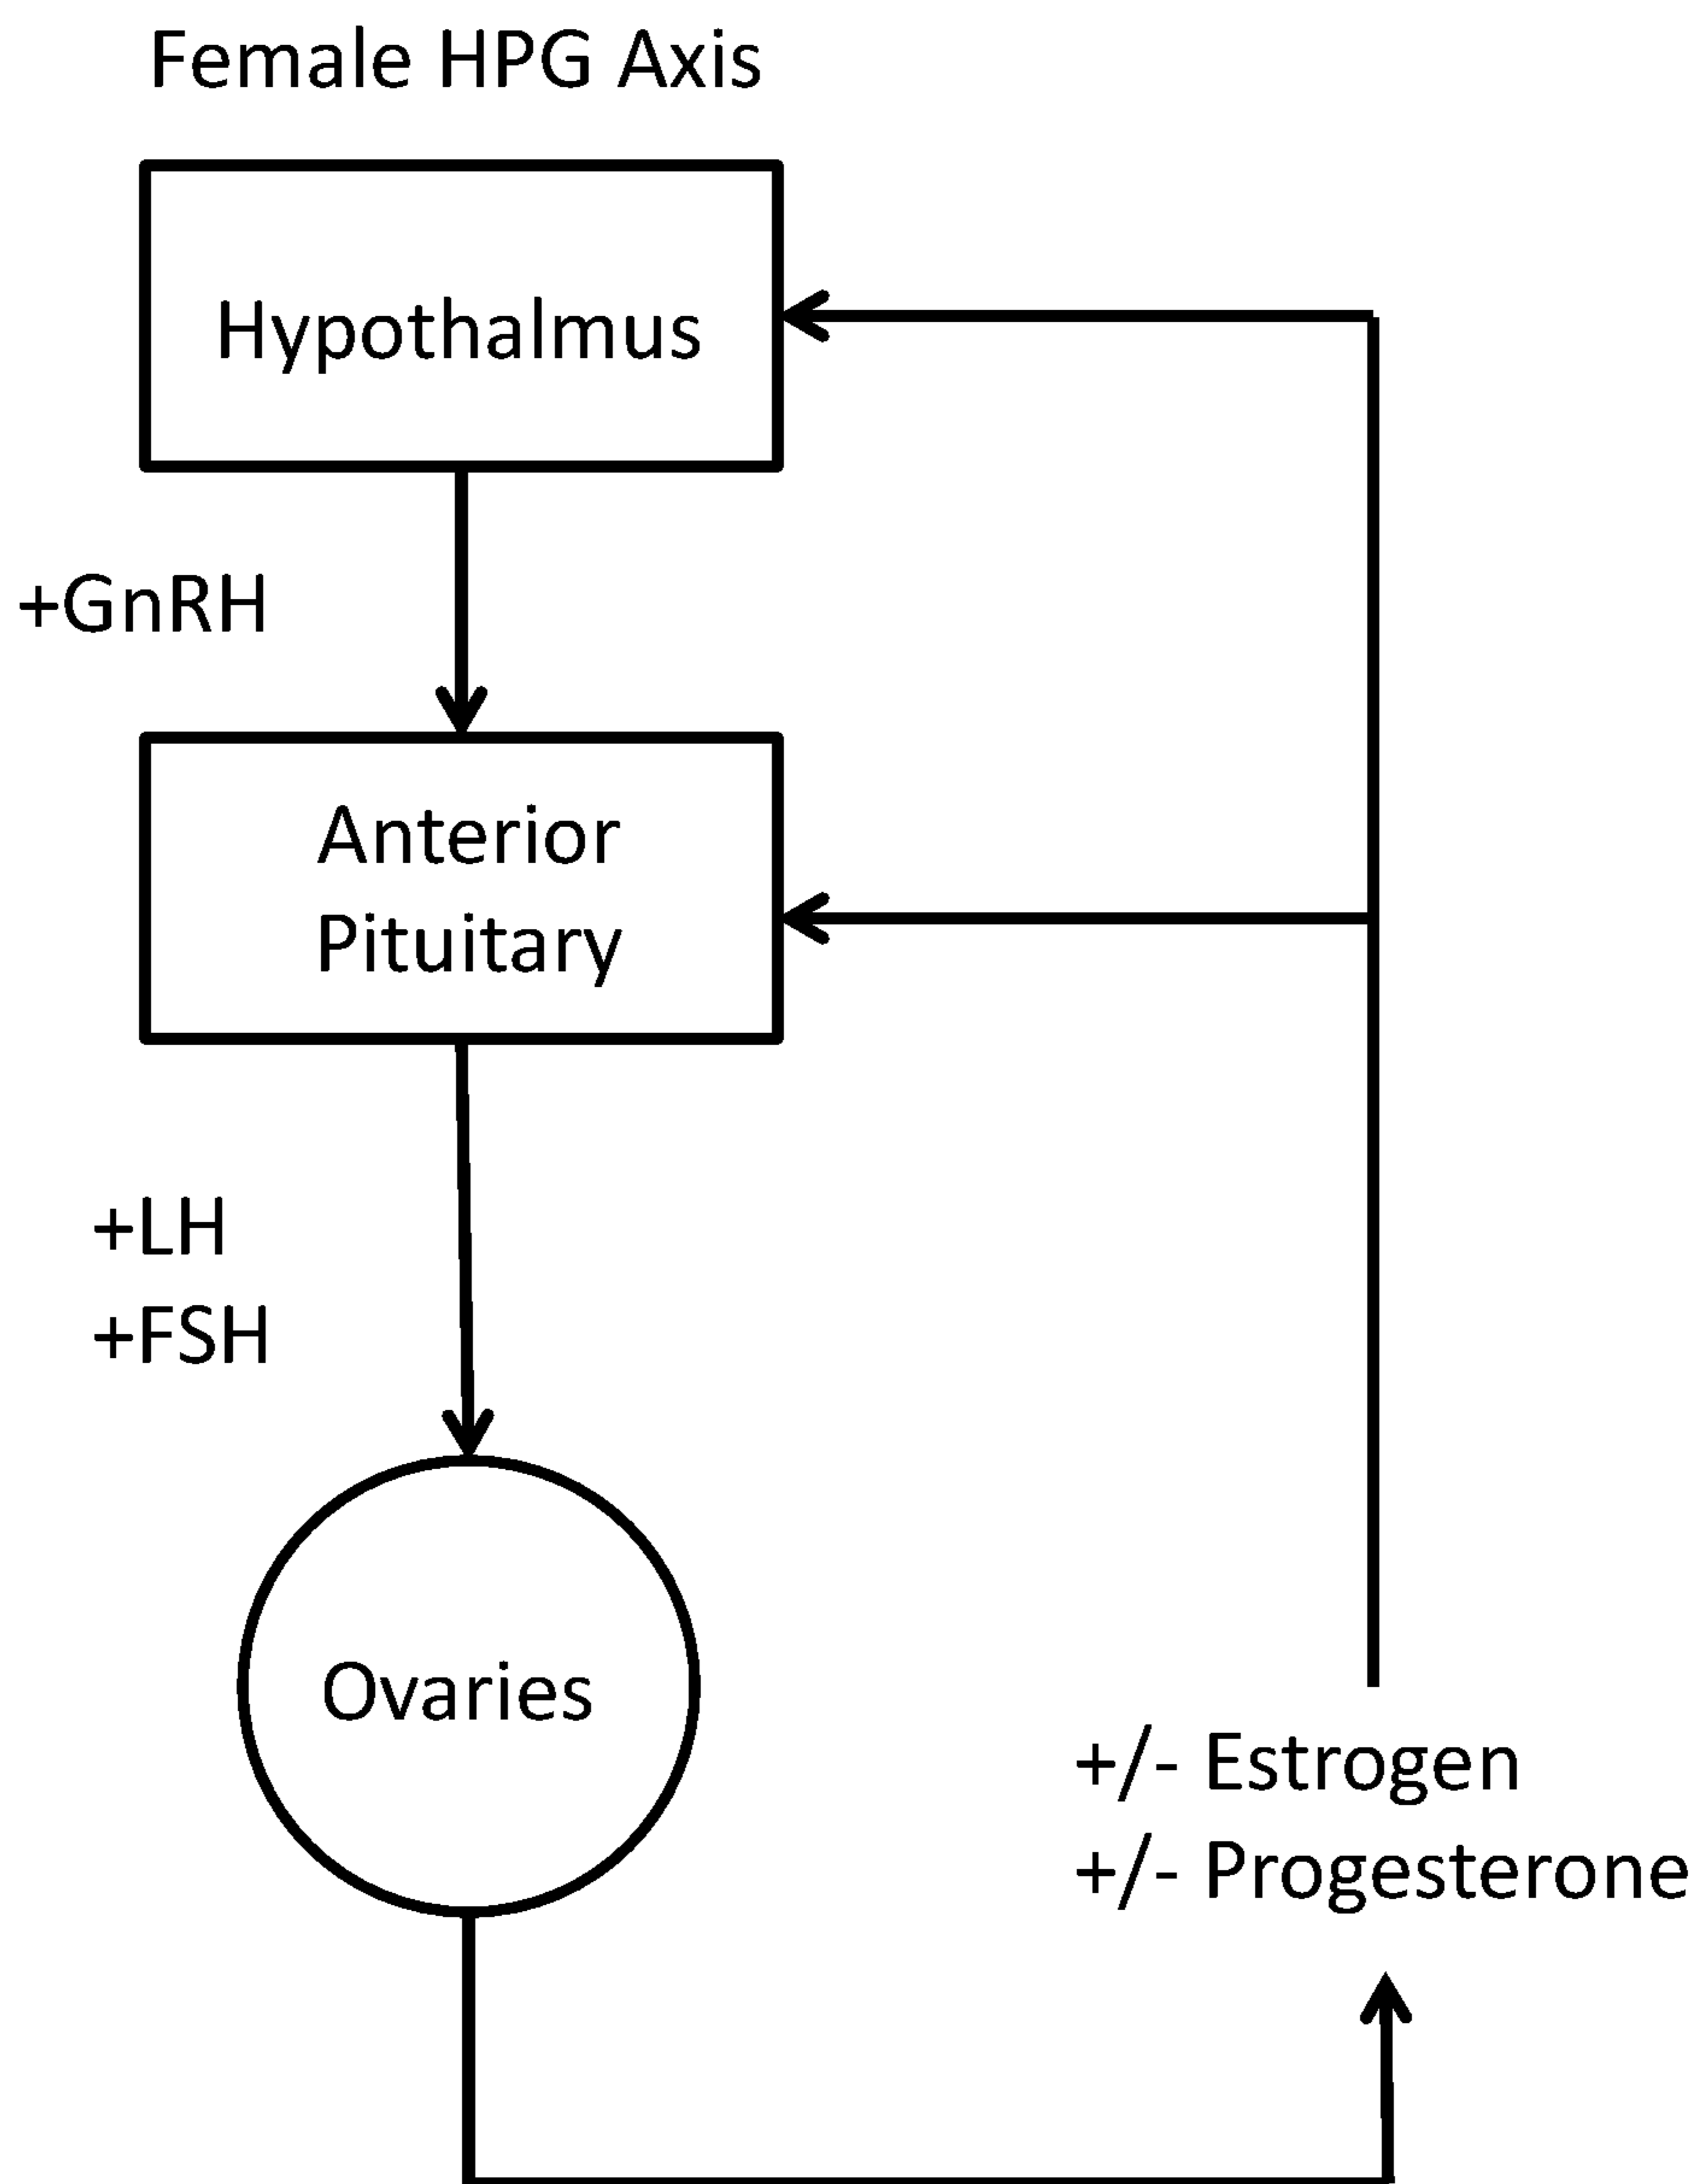 Female HPG Axis
Hypothalmus
+GnRH
Anterior
Pituitary
+LH
+FSH
Ovaries
+/- Estrogen
+/- Progesterone